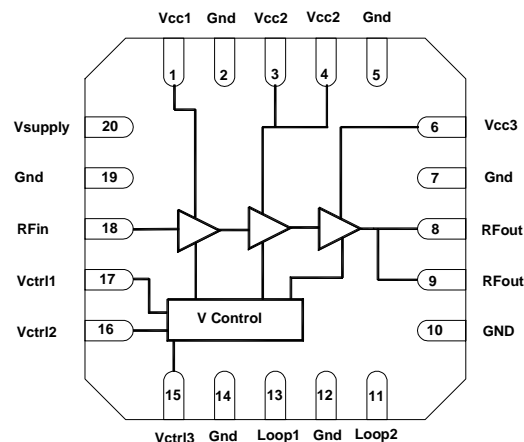 Vcc1 Gnd Vcc2 Vcc2 Gnd
1 2 3 4 5
Vsupply 20 6 Vcc3
Gnd 19 7 Gnd
RFin 18 8 RFout
Vctrl1 17 9 RFout
V Control
Vctrl2 16 10 GND
15 14 13 12 11
Vctrl3 Gnd Loop1 Gnd Loop2